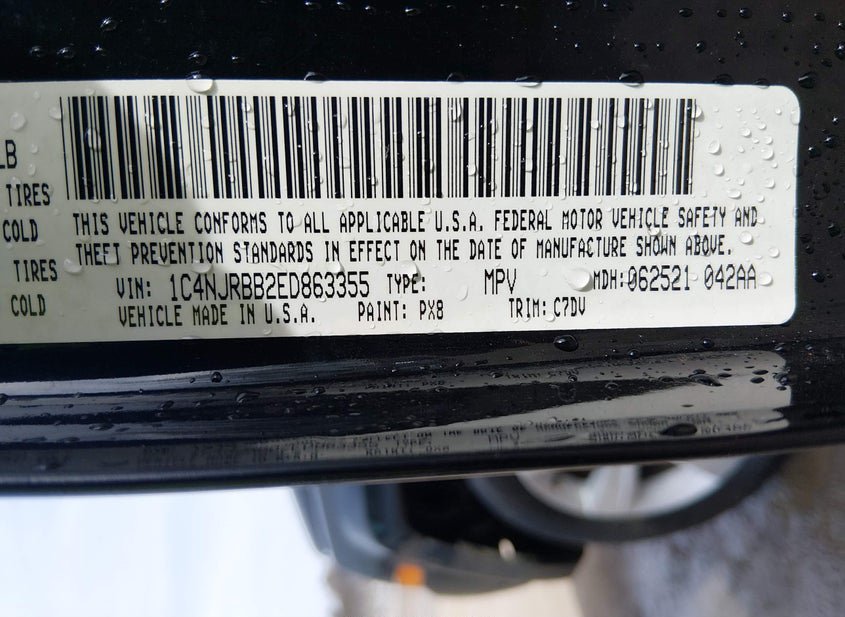 LB
TIRES
COLD
TIRES
COLD
THIS VEHICLE CONFORMS TO ALL APPLICABLE U.S.A. FEDERAL MOTOR VEHICLE SAFETY AND
THEFT PREVENTION STANDARDS IN EFFECT ON THE DATE OF MANUFACTURE SHOWN ABOVE.
VIN: 1C4NJRBB2ED863355 TYPE: MPV MDH:062521 042AA
VEHICLE MADE IN U.S.A. PAINT: PX8 TRIM: C7DV